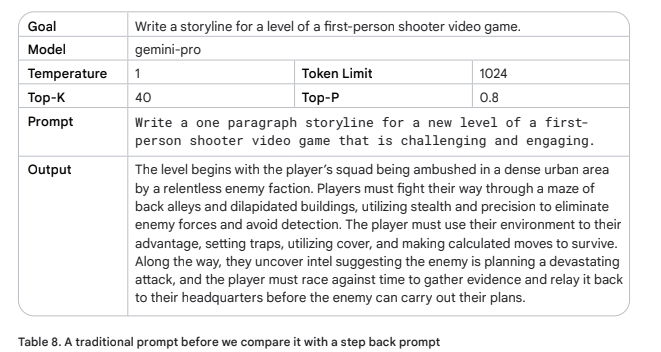 Goal Write a storyline for a level of a first-person shooter video game.
Model gemini-pro
Temperature 1 Token Limit 1024
Top-K 40 Top-P 0.8
Prompt Write a one paragraph storyline for a new level of a first-
person shooter video game that is challenging and engaging.
Output The level begins with the player's squad being ambushed in a dense urban area
by a relentless enemy faction. Players must fight their way through a maze of
back alleys and dilapidated buildings, utilizing stealth and precision to eliminate
enemy forces and avoid detection. The player must use their environment to their
advantage, setting traps, utilizing cover, and making calculated moves to survive.
Along the way, they uncover intel suggesting the enemy is planning a devastating
attack, and the player must race against time to gather evidence and relay it back
to their headquarters before the enemy can carry out their plans.
Table 8. A traditional prompt before we compare it with a step back prompt